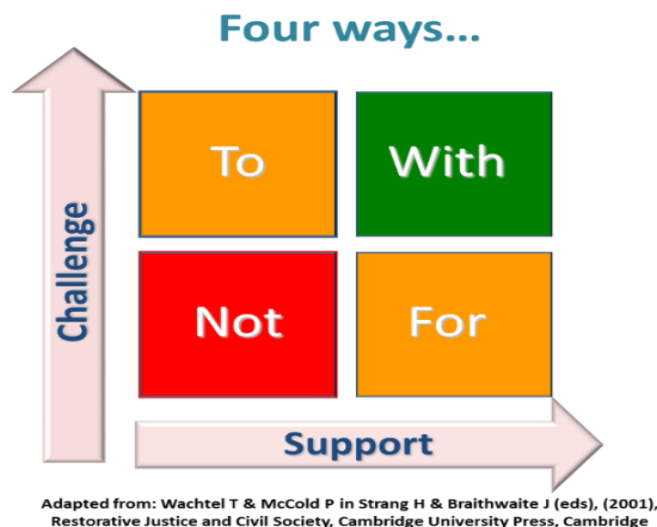 Four ways...
Challenge
To
With
Not
For
Support
Adapted from: Wachtel T & McCold P in Strang H & Braithwaite J (eds), (2001),
Restorative Justice and Civil Society, Cambridge University Press, Cambridge